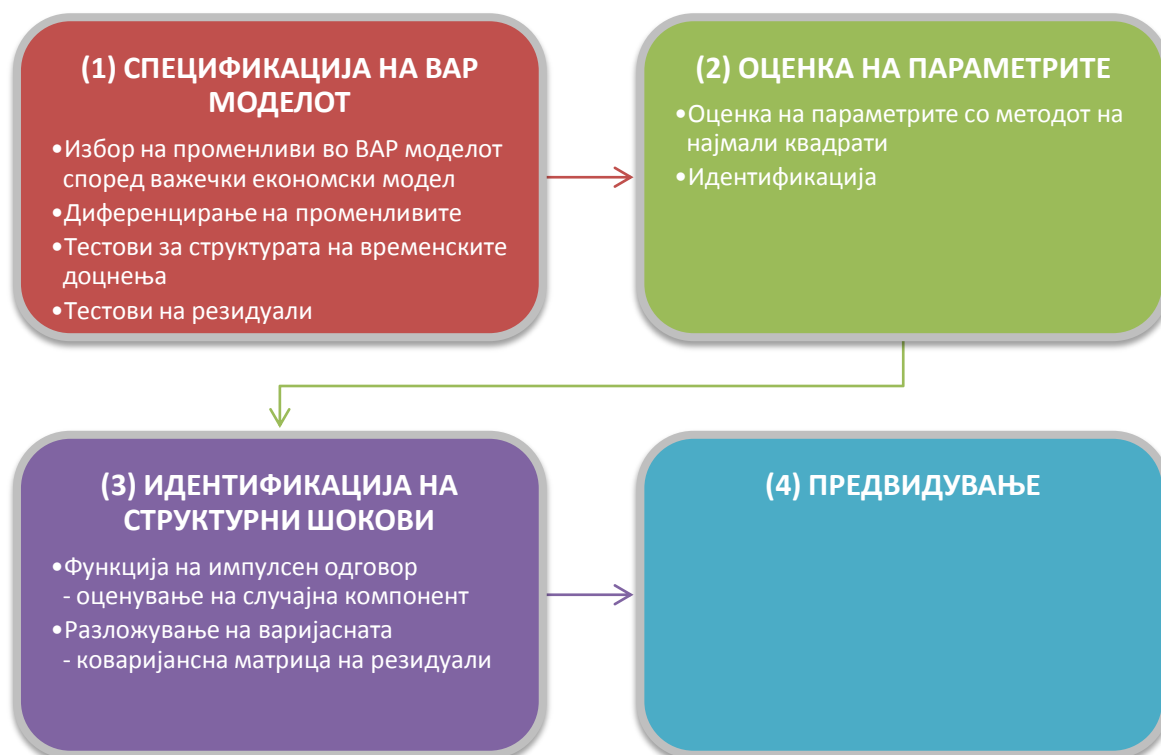 (1) СПЕЦИФИКАЦИЈА НА ВАР
МОДЕЛОТ
•Избор на променливи во ВАР моделот
според важечки економски модел
•Диференцирање на променливите
•Тестови за структурата на временските
доцнења
•Тестови на резидуали
(2) ОЦЕНКА НА ПАРАМЕТРИТЕ
•Оценка на параметрите со методот на
најмали квадрати
•Идентификација
(3) ИДЕНТИФИКАЦИЈА НА
СТРУКТУРНИ ШОКОВИ
•Функција на импулсен одговор
- оценување на случајна компонент
•Разложување на варијасната
- коваријансна матрица на резидуали
(4) ПРЕДВИДУВАЊЕ